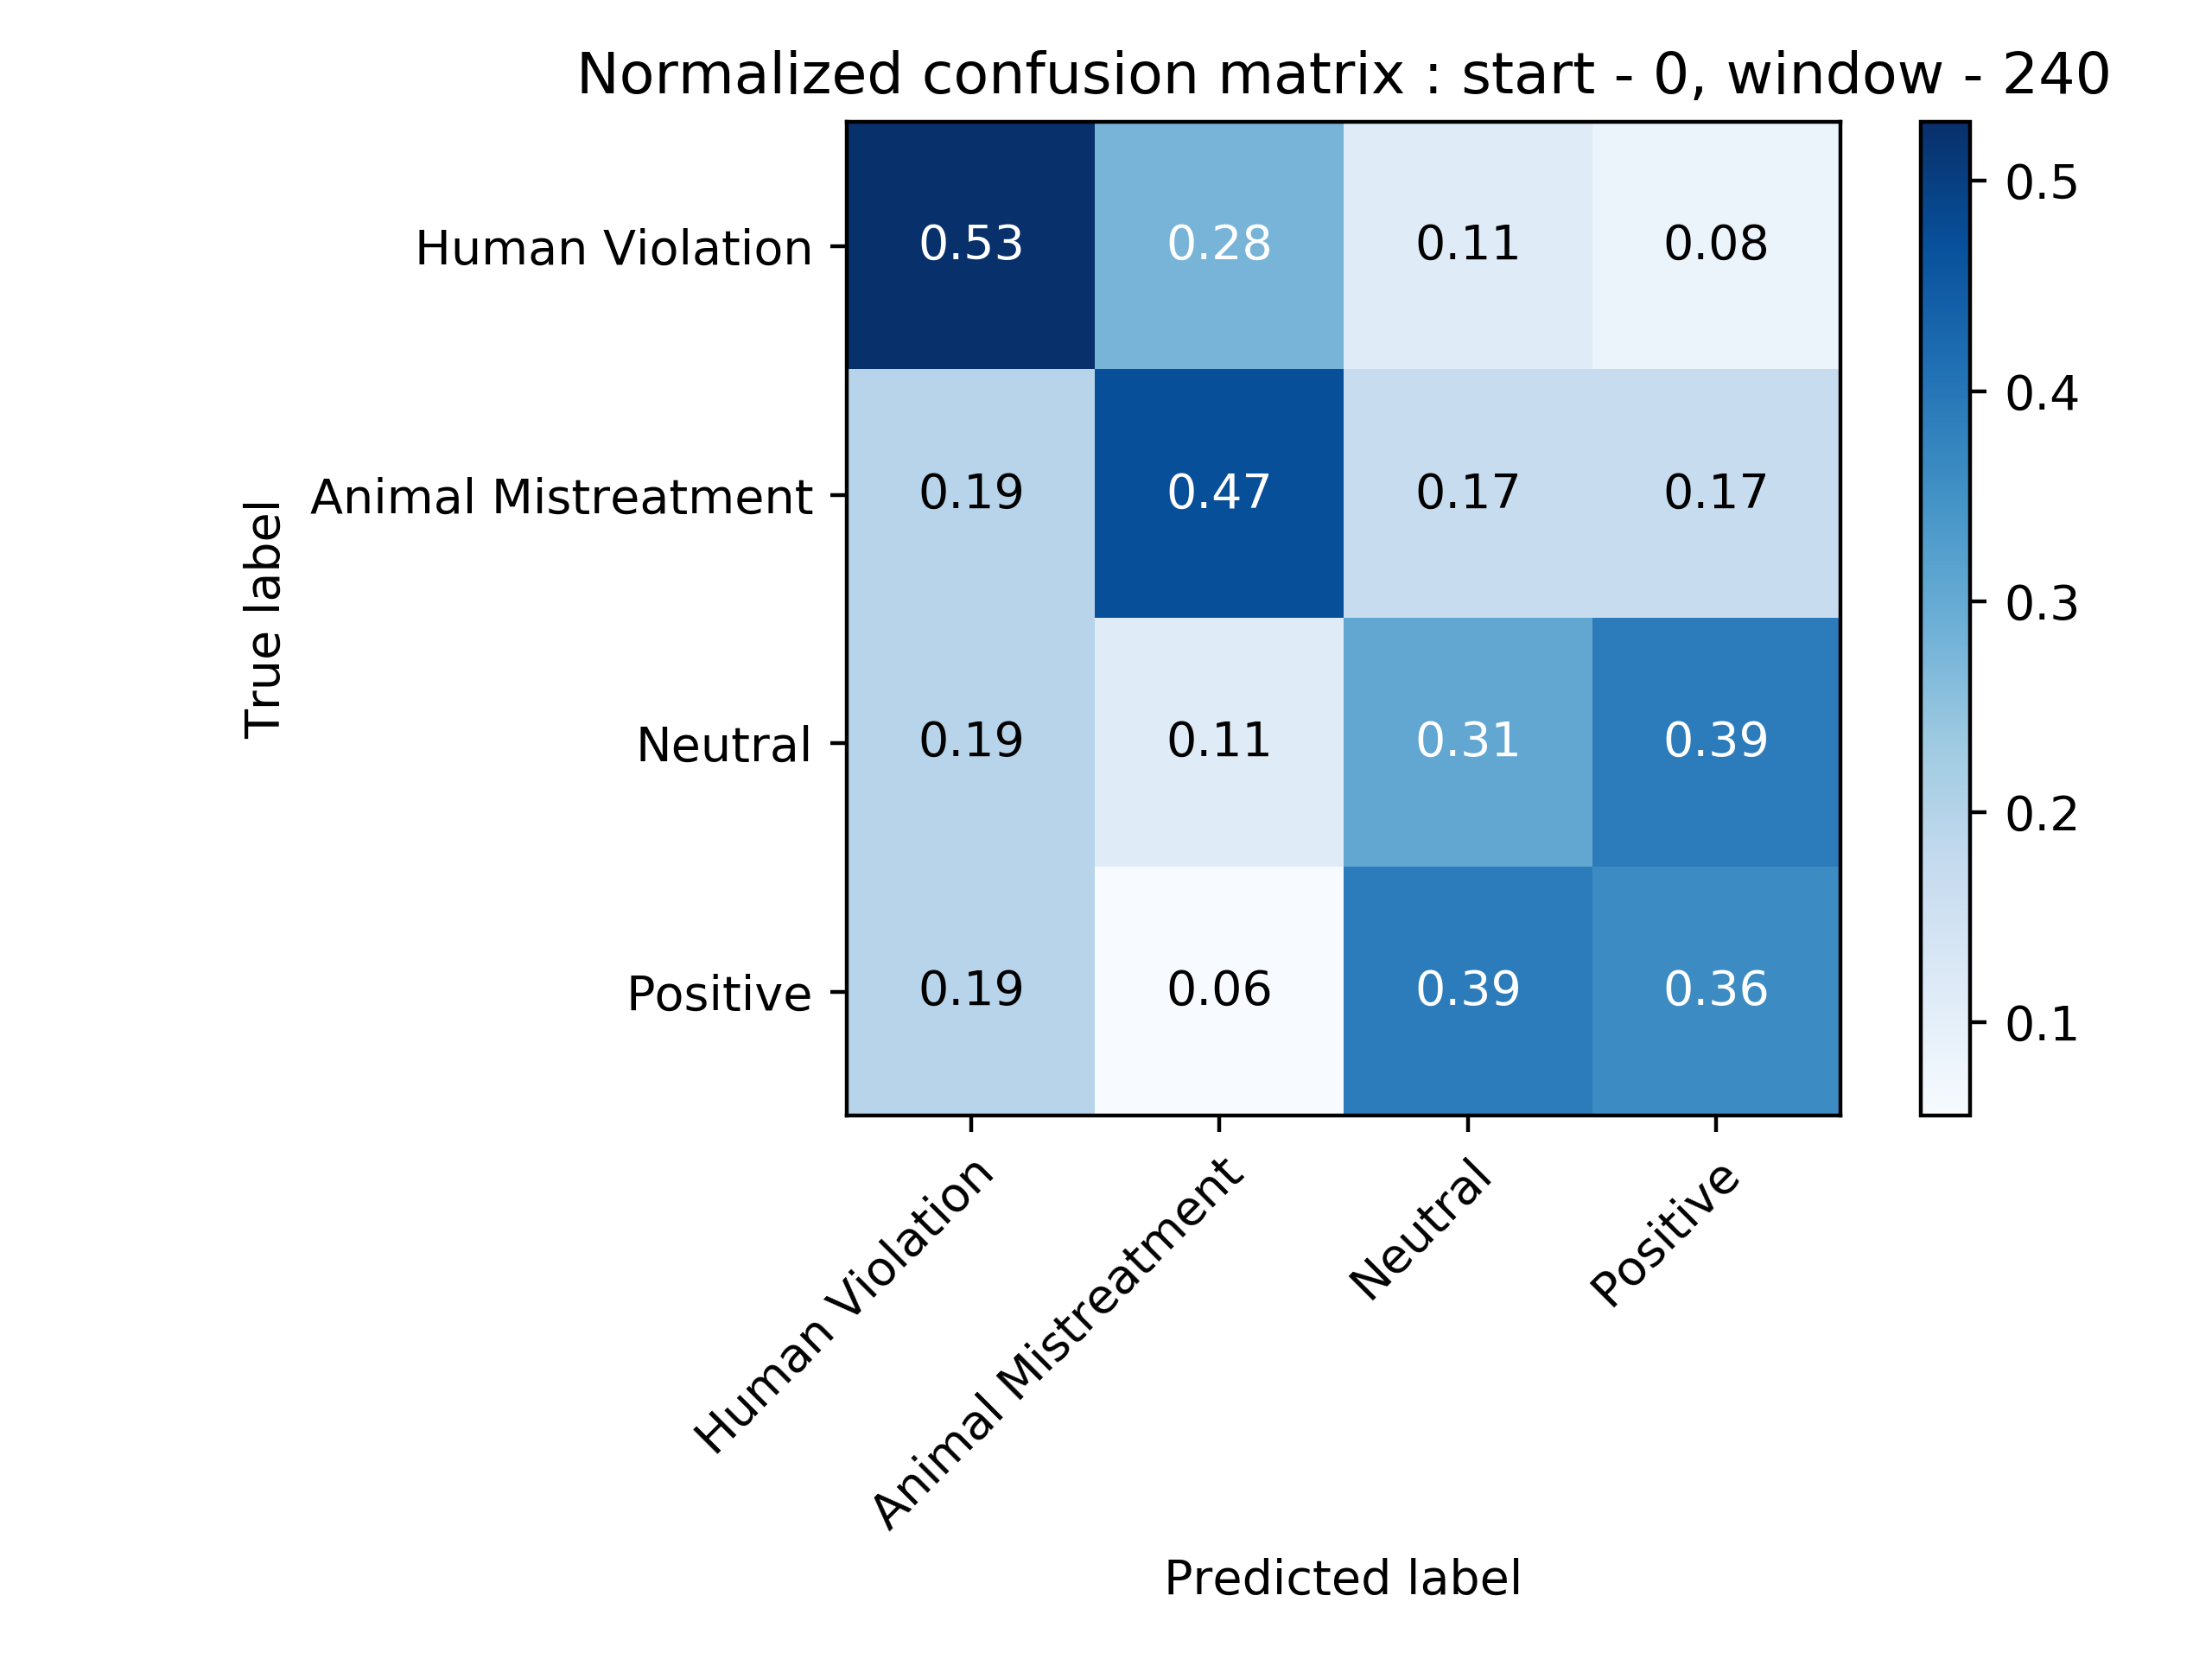 Normalized confusion matrix : start - 0, window - 240
Human Violation 0.53 0.28 0.11 0.08
Animal Mistreatment 0.19 0.47 0.17 0.17
Neutral 0.19 0.11 0.31 0.39
Positive 0.19 0.06 0.39 0.36
True label
Human Violation
Animal Mistreatment
Neutral
Positive
Predicted label
0.5
0.4
0.3
0.2
0.1